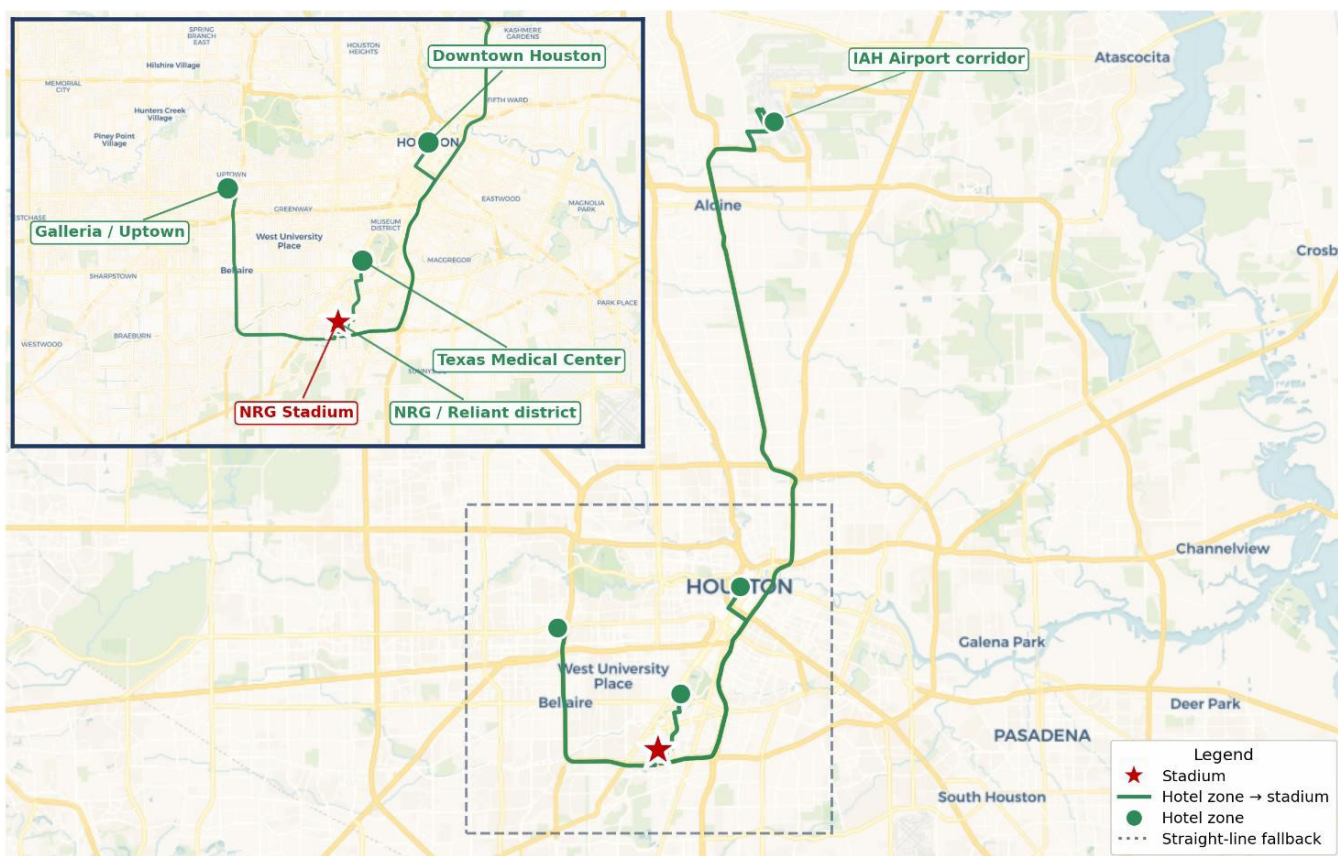 SPRING
BRANCH
EAST
KASHMERE
GARDENS
HOUSTON
HEIGHTS
Downtown Houston
Hilshire Village
MEMORIAL
CITY
Hunters Creek
Village
FIFTH WARD
Piney Point
Village
UPTOWN
GREENWAY
EASTWOOD
MAGNOLIA
PARK
MUSEUM
DISTRICT
Galleria / Uptown
West University
Place
Bellaire
MACGREGOR
SHARPSTOWN
PARK PLACE
BRAEBURN
WESTWOOD
Texas Medical Center
NRG Stadium
NRG / Reliant district
IAH Airport corridor
Atascocita
Aldine
Crosb
HOUSTON
Channelview
Galena Park
West University
Place
Bellaire
Deer Park
PASADENA
South Houston
Legend
Stadium
Hotel zone → stadium
Hotel zone
Straight-line fallback